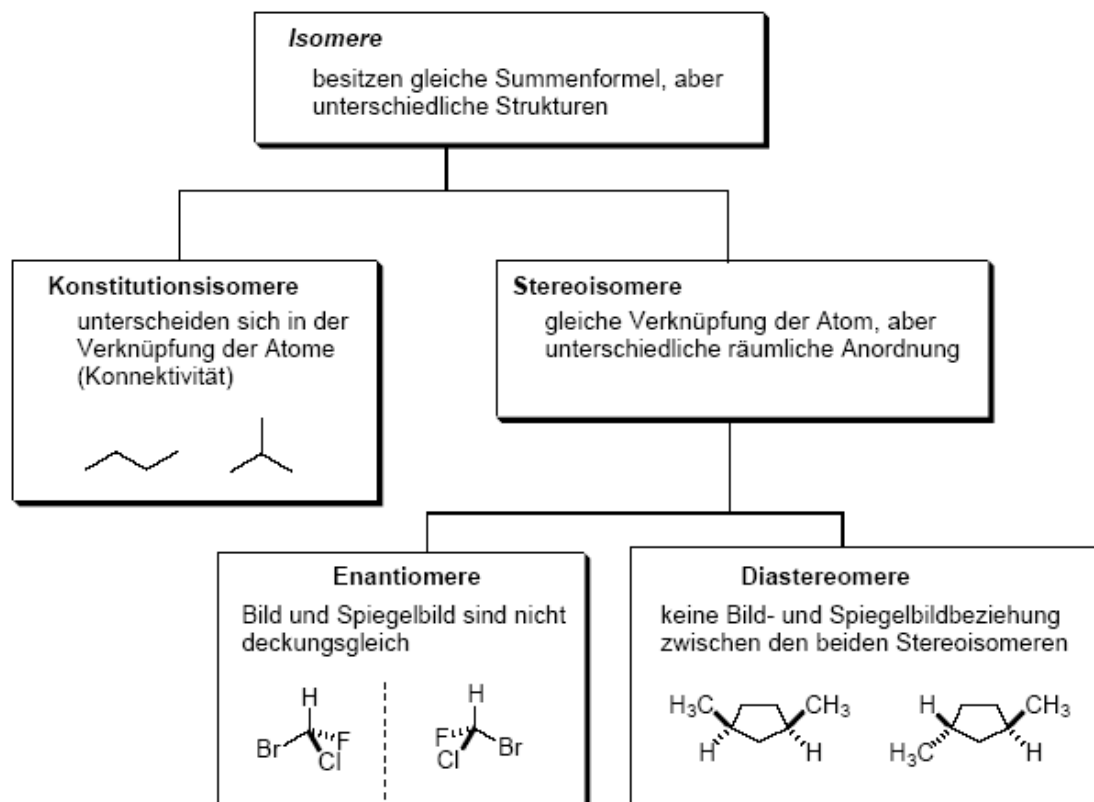 Isomere
besitzen gleiche Summenformel, aber
unterschiedliche Strukturen
Konstitutionsisomere
unterscheiden sich in der
Verknüpfung der Atome
(Konnektivität)
Stereoisomere
gleiche Verknüpfung der Atom, aber
unterschiedliche räumliche Anordnung
Enantiomere
Bild und Spiegelbild sind nicht
deckungsgleich
H
Br F
Cl
H
F Br
Cl
Diastereomere
keine Bild- und Spiegelbildbeziehung
zwischen den beiden Stereoisomeren
H₃C CH₃
H H
H CH₃
H₃C H